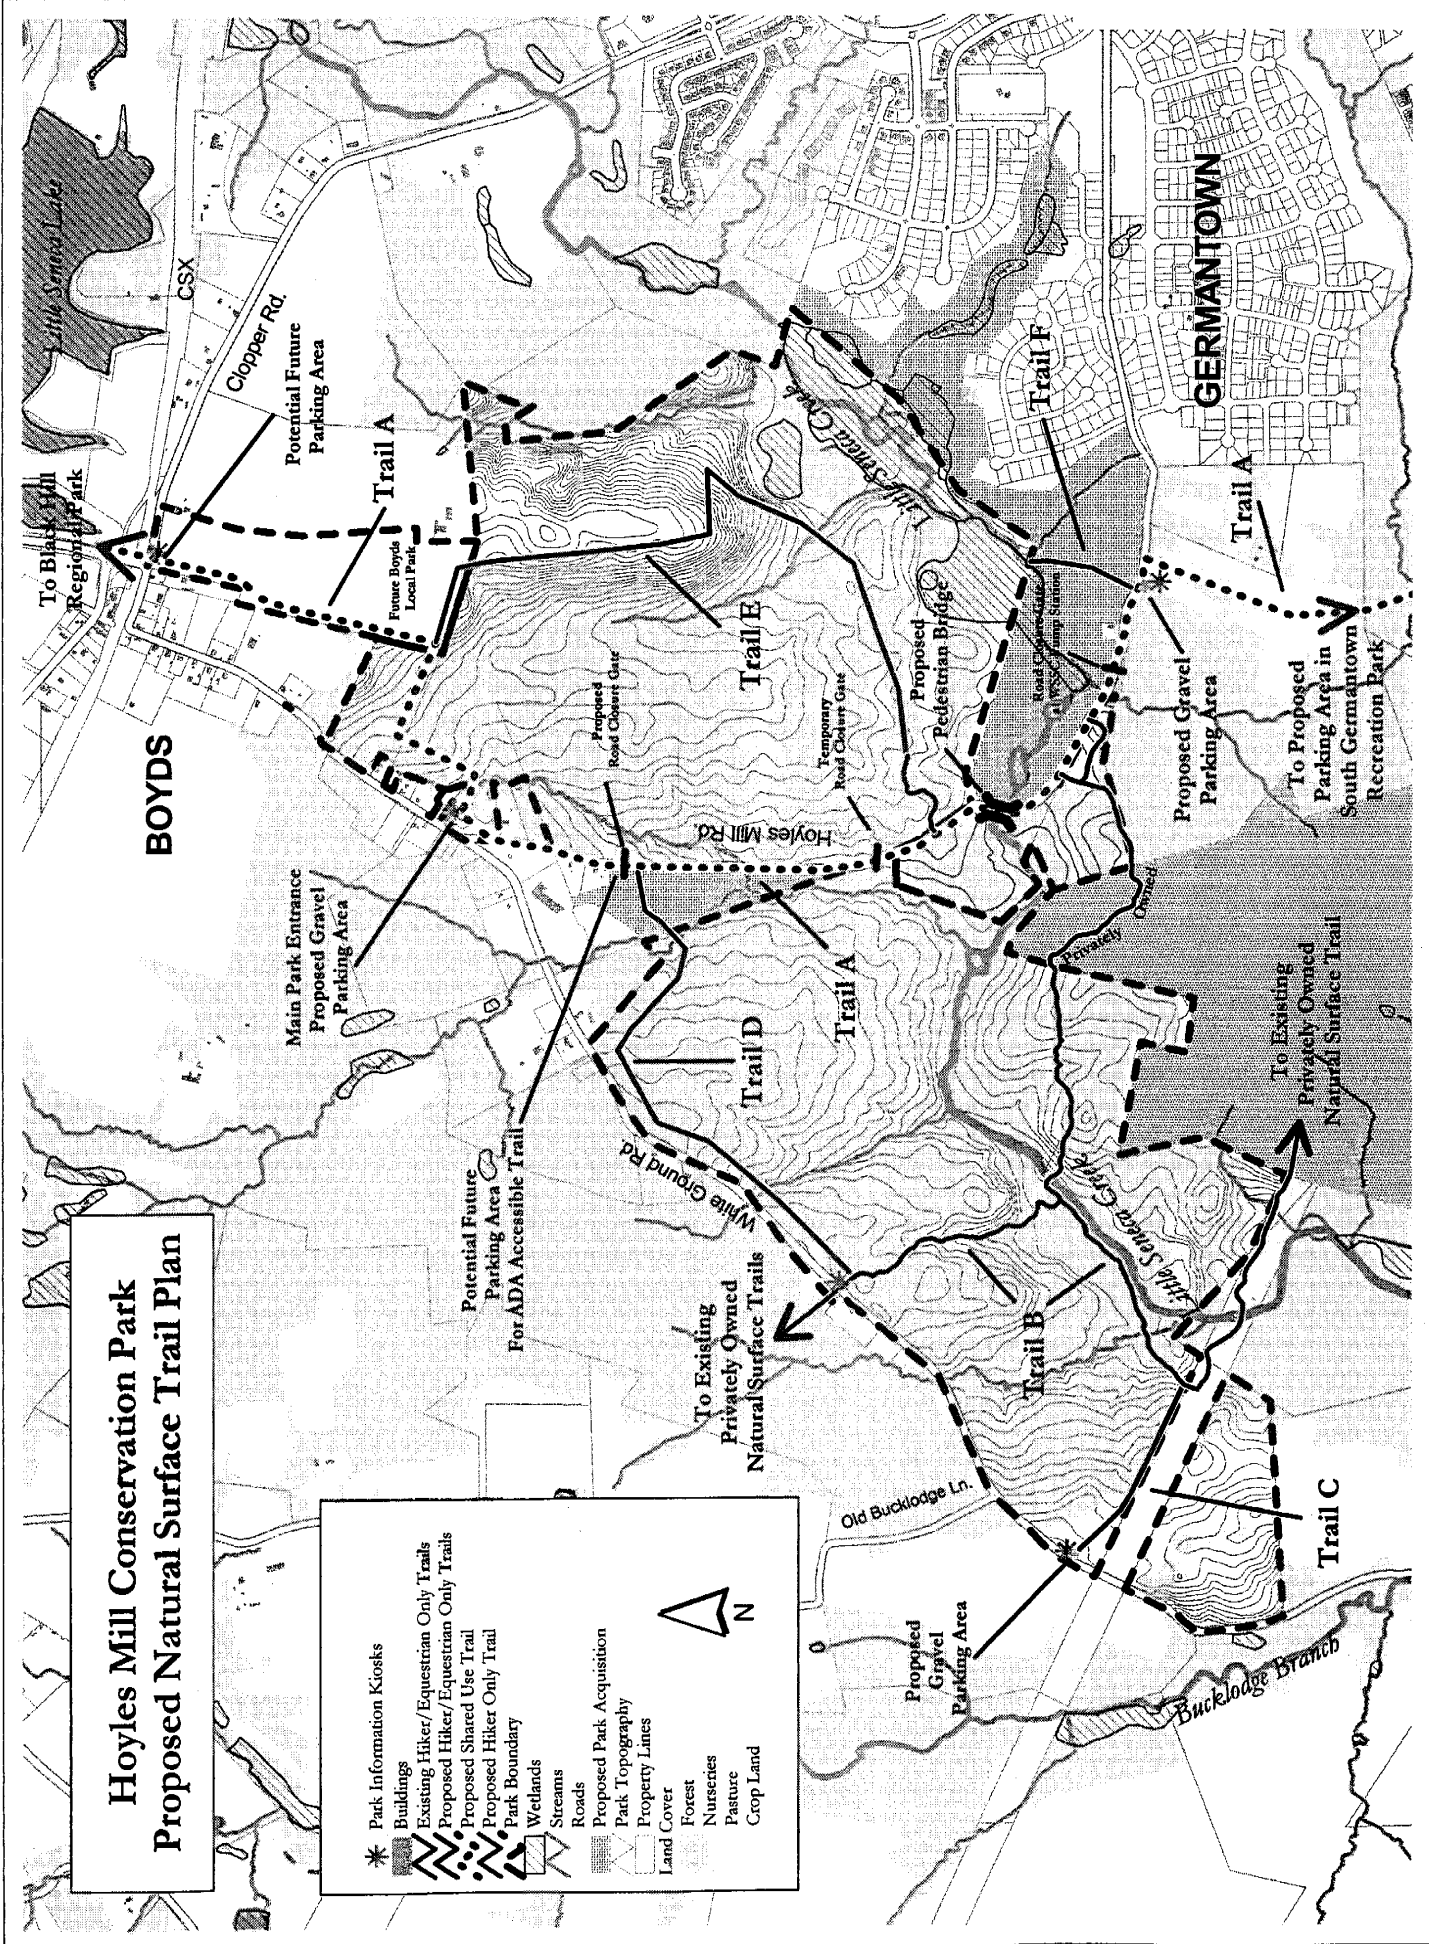 Hoyles Mill Conservation Park
Proposed Natural Surface Trail Plan
Park Information Kiosks
Buildings
Existing Hiker/Equestrian Only Trails
Proposed Hiker/Equestrian Only Trails
Proposed Shared Use Trail
Proposed Hiker Only Trail
Park Boundary
Wetlands
Streams
Roads
Proposed Park Acquisition
Park Topography
Property Lines
Land Cover
Forest
Nurseries
Pasture
Crop Land
N
BOYDS
Main Park Entrance
Proposed Gravel
Parking Area
Potential Future
Parking Area
For ADA Accessible Trail
To Black Hill
Regional Park
Little Seneca Lake
CSX
Clopper Rd.
Potential Future
Parking Area
Trail A
Future Boyds
Local Park
Proposed
Road Closure Gate
Trail E
Temporary
Road Closure Gate
Hoyles Mill Rd.
Proposed
Pedestrian Bridge
Little Seneca Creek
Road Closure Gate
at WSSC Pump Station
Trail F
GERMANTOWN
Trail A
Proposed Gravel
Parking Area
To Proposed
Parking Area in
South Germantown
Recreation Park
Trail A
Trail D
White Ground Rd.
Privately
Owned
To Existing
Privately Owned
Natural Surface Trail
To Existing
Privately Owned
Natural Surface Trails
Little Seneca Creek
Trail B
Old Bucklodge Ln.
Trail C
Proposed
Gravel
Parking Area
Bucklodge Branch